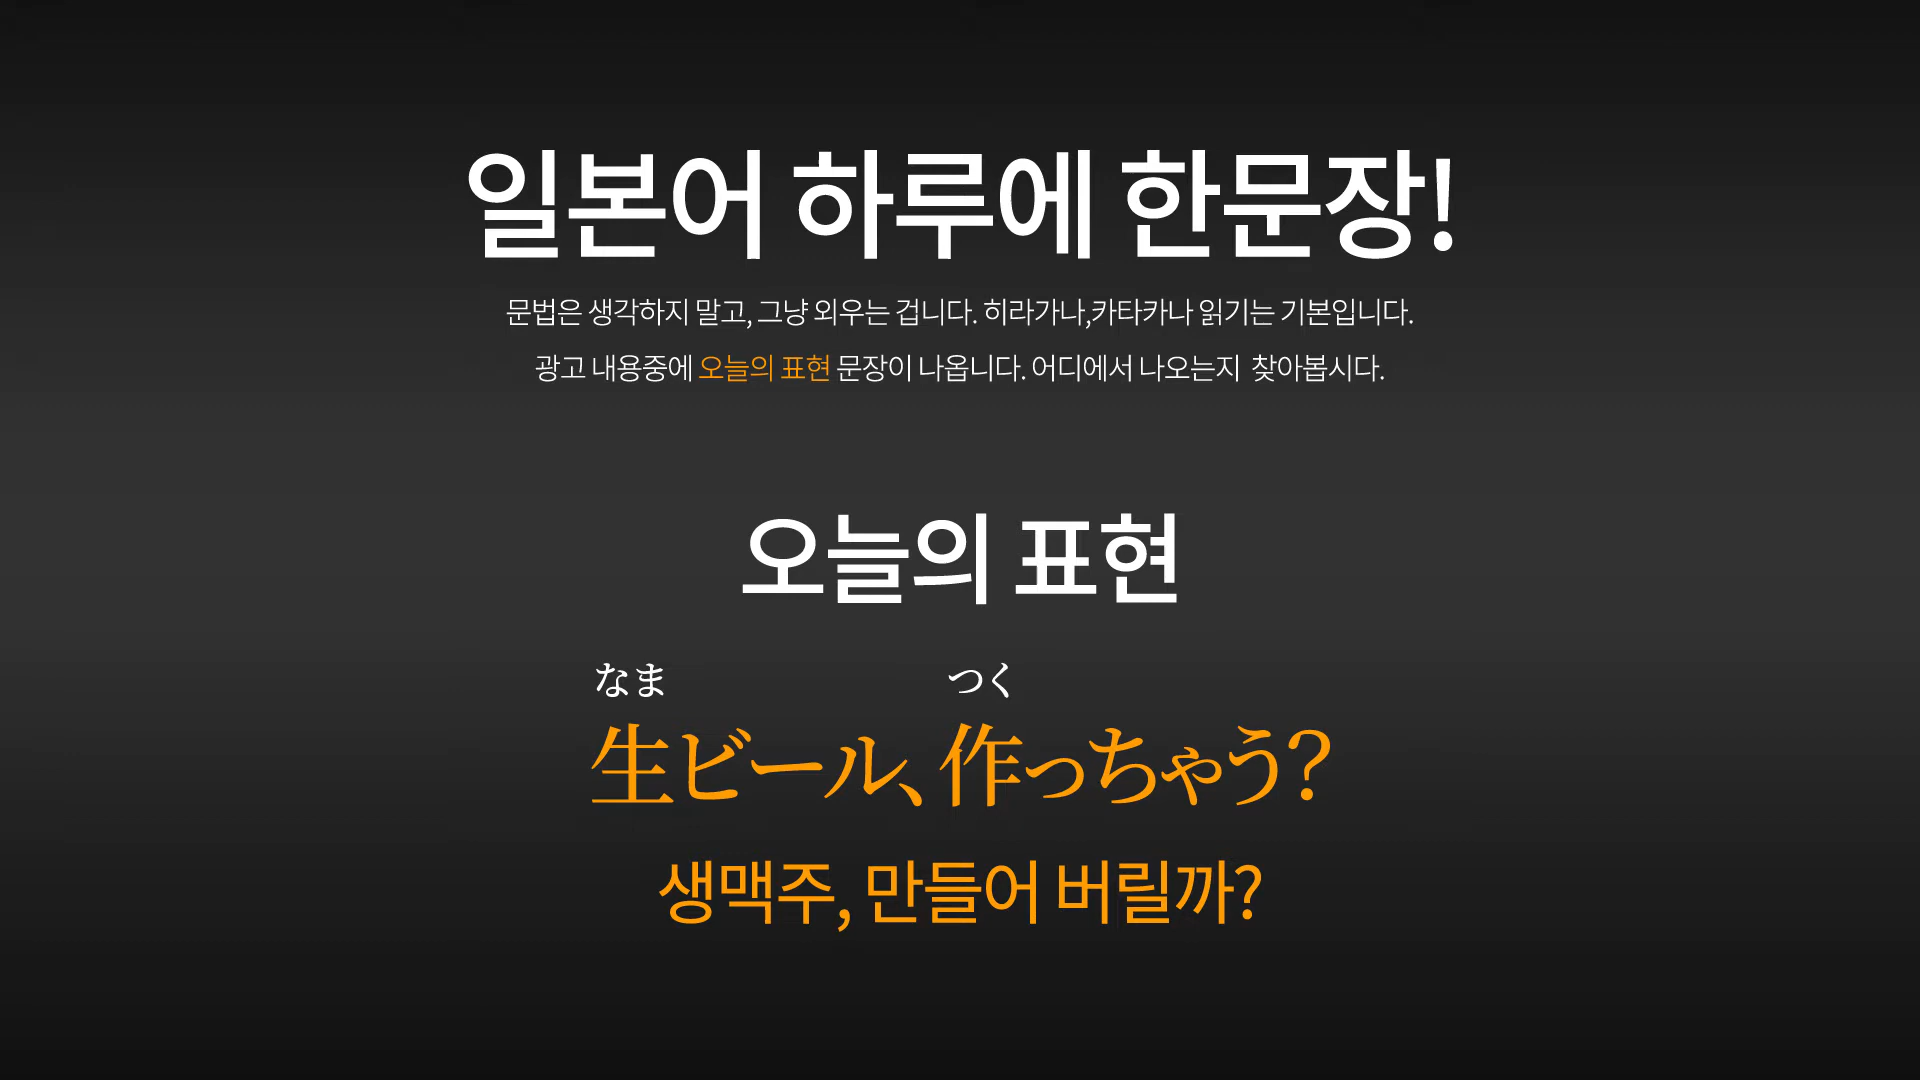 일본어 하루에 한문장!
문법은 생각하지 말고, 그냥 외우는 겁니다. 히라가나,카타카나 읽기는 기본입니다.
광고 내용중에 오늘의 표현 문장이 나옵니다. 어디에서 나오는지 찾아봅시다.
오늘의 표현
なま つく
生ビール、作っちゃう?
생맥주, 만들어 버릴까?